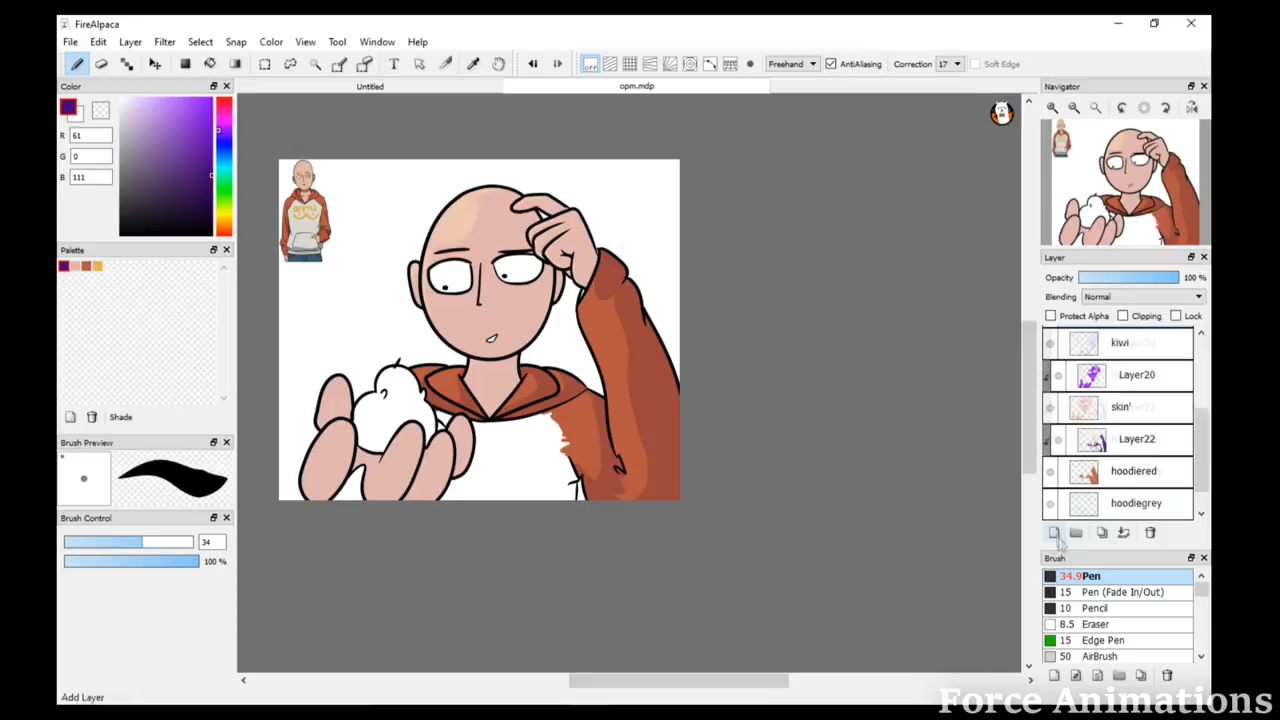 FireAlpaca
File Edit Layer Filter Select Snap Color View Tool Window Help
Freehand AntiAliasing Correction 17 Soft Edge
Color
Untitled
opm.mdp
Navigator
R 61
G 0
B 111
Palette
Shade
Brush Preview
Brush Control
34
100 %
Layer
Opacity 100 %
Blending Normal
Protect Alpha Clipping Lock
kiwi
Layer20
skin'
Layer22
hoodiered
hoodiegrey
Brush
34.9 Pen
15 Pen (Fade In/Out)
10 Pencil
8.5 Eraser
15 Edge Pen
50 AirBrush
Add Layer
Force Animations